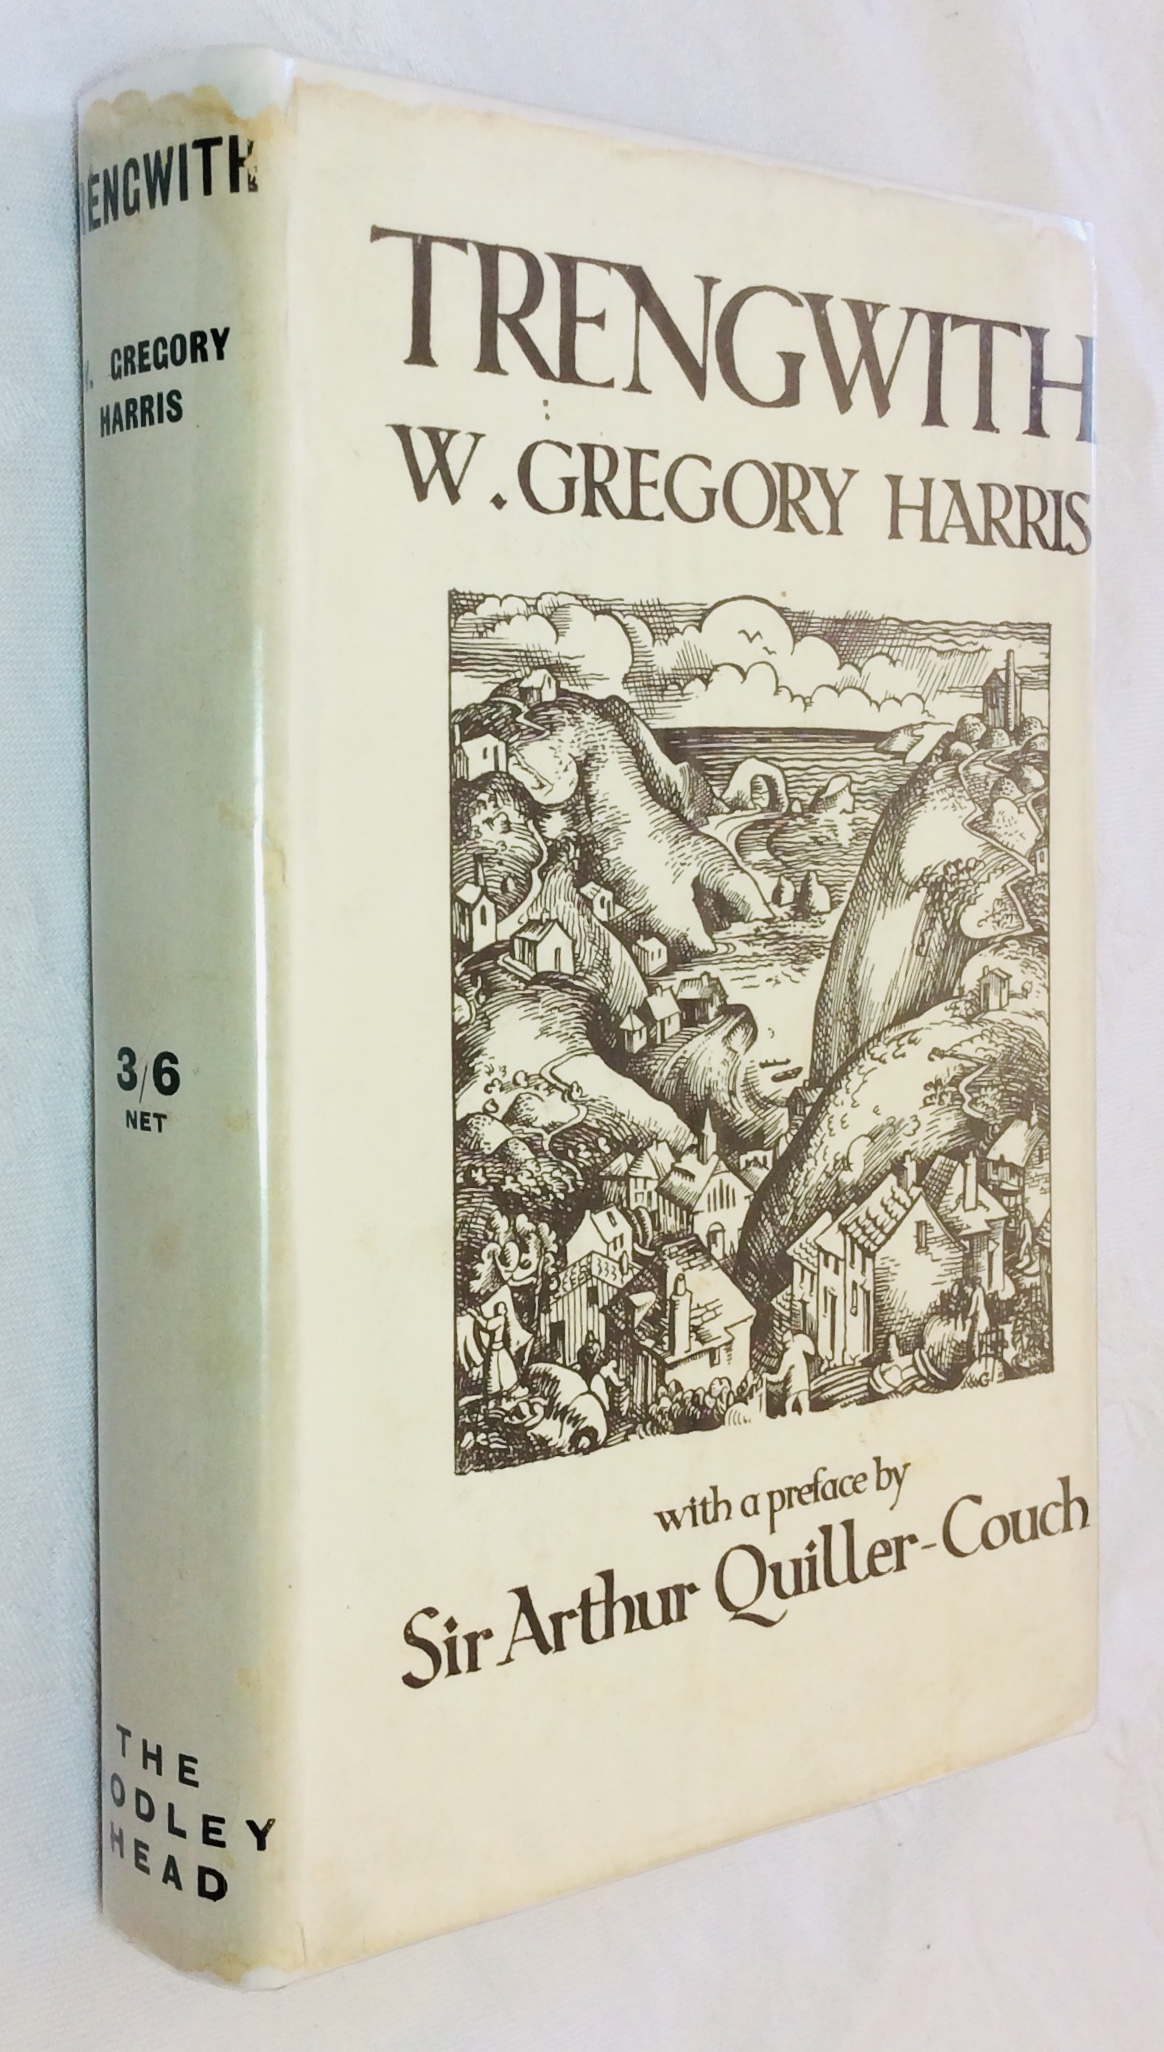 RENGWITH
. GREGORY
HARRIS
3/6
NET
THE
ODLEY
HEAD
TRENGWITH
W. GREGORY HARRIS
G
with a preface by
Sir Arthur Quiller-Couch